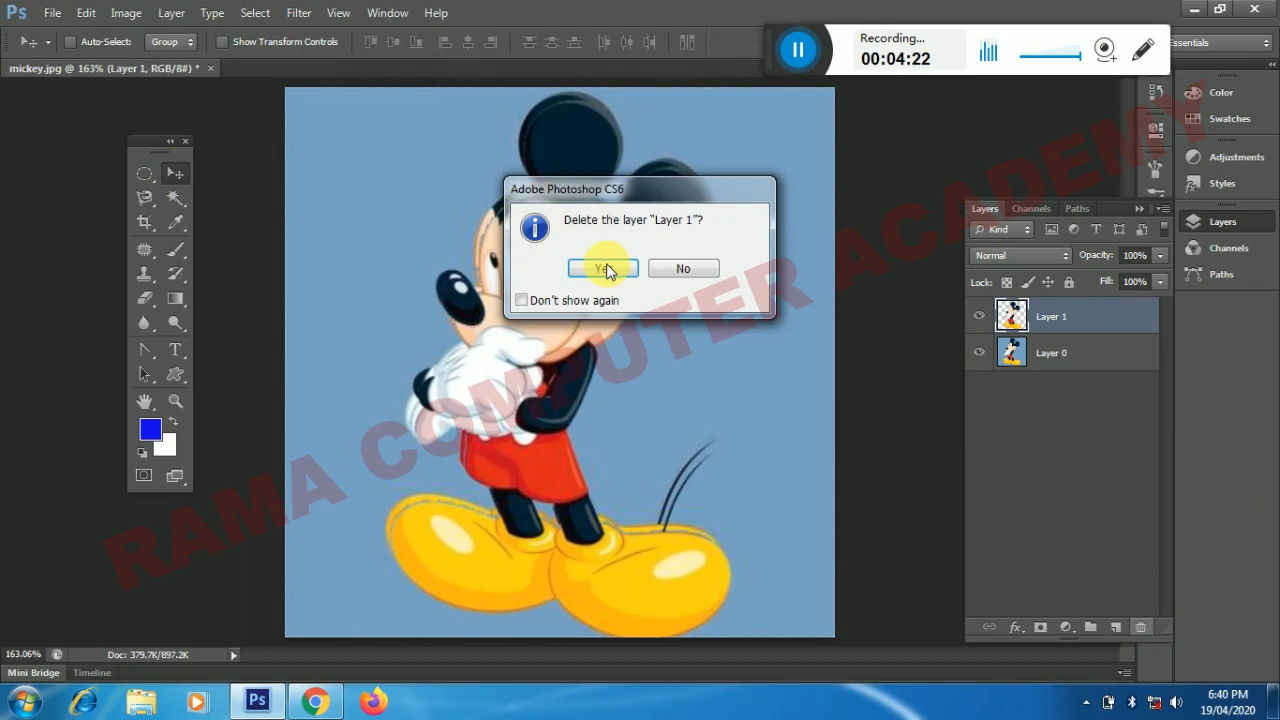 Ps File Edit Image Layer Type Select Filter View Window Help
Auto-Select: Group Show Transform Controls
Recording...
00:04:22
Essentials
mickey.jpg @ 163% (Layer 1, RGB/8#) * ×
Color
Swatches
Adjustments
Styles
Layers
Channels
Paths
Adobe Photoshop CS6
Delete the layer “Layer 1”?
Yes No
Don't show again
Layers Channels Paths
Kind
Normal Opacity: 100%
Lock: Fill: 100%
Layer 1
Layer 0
RAMA COMPUTER ACADEMY
163.06% Doc: 379.7K/897.2K
Mini Bridge Timeline
Ps
6:40 PM
19/04/2020